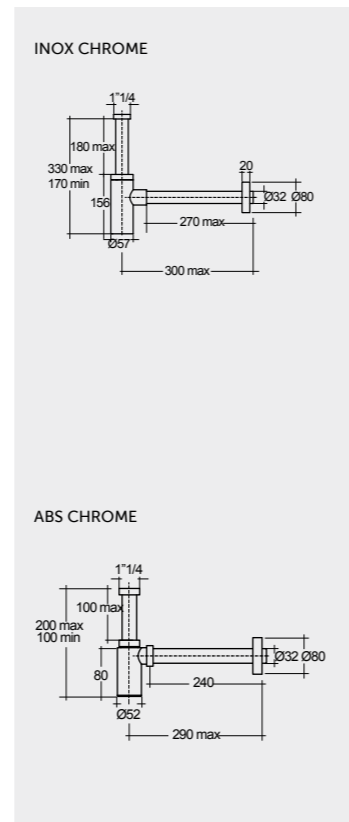 INOX CHROME
1"1/4
180 max
330 max
170 min
156
20
Ø32 Ø80
270 max
Ø57
300 max
ABS CHROME
1"1/4
100 max
200 max
100 min
80
Ø32 Ø80
240
Ø52
290 max